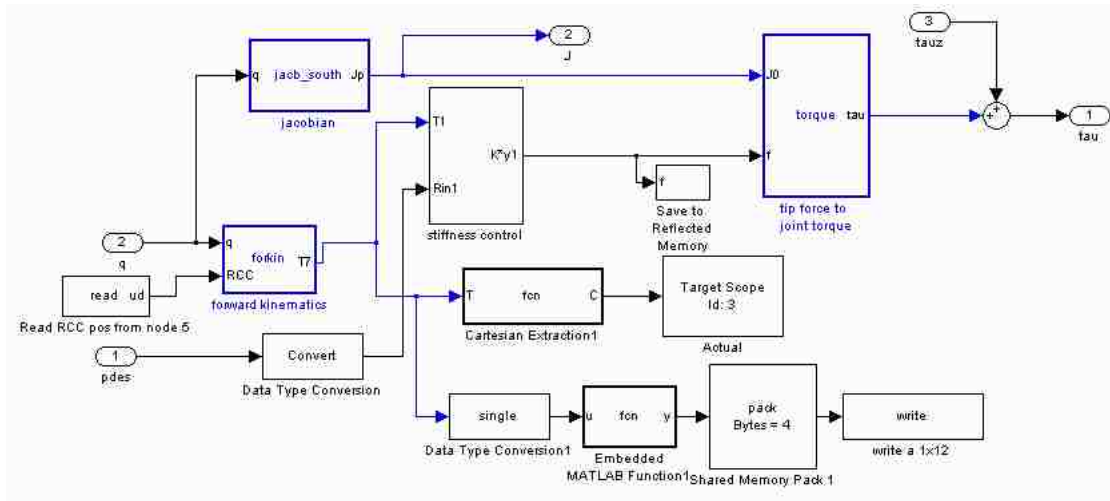 3
tauz
2
J
q
jacb_south
Jp
jacobian
J0
torque
tau
f
tip force to
joint torque
+
+
1
tau
T1
Rin1
K*y1
stiffness control
f
Save to
Reflected
Memory
2
q
q
forkin
T7
RCC
forward kinematics
read
ud
Read RCC pos from node 5
T
fcn
C
Cartesian Extraction1
Target Scope
Id: 3
Actual
1
pdes
Convert
Data Type Conversion
single
Data Type Conversion1
u
fcn
y
Embedded
MATLAB Function1
pack
Bytes = 4
Shared Memory Pack 1
write
write a 1x12